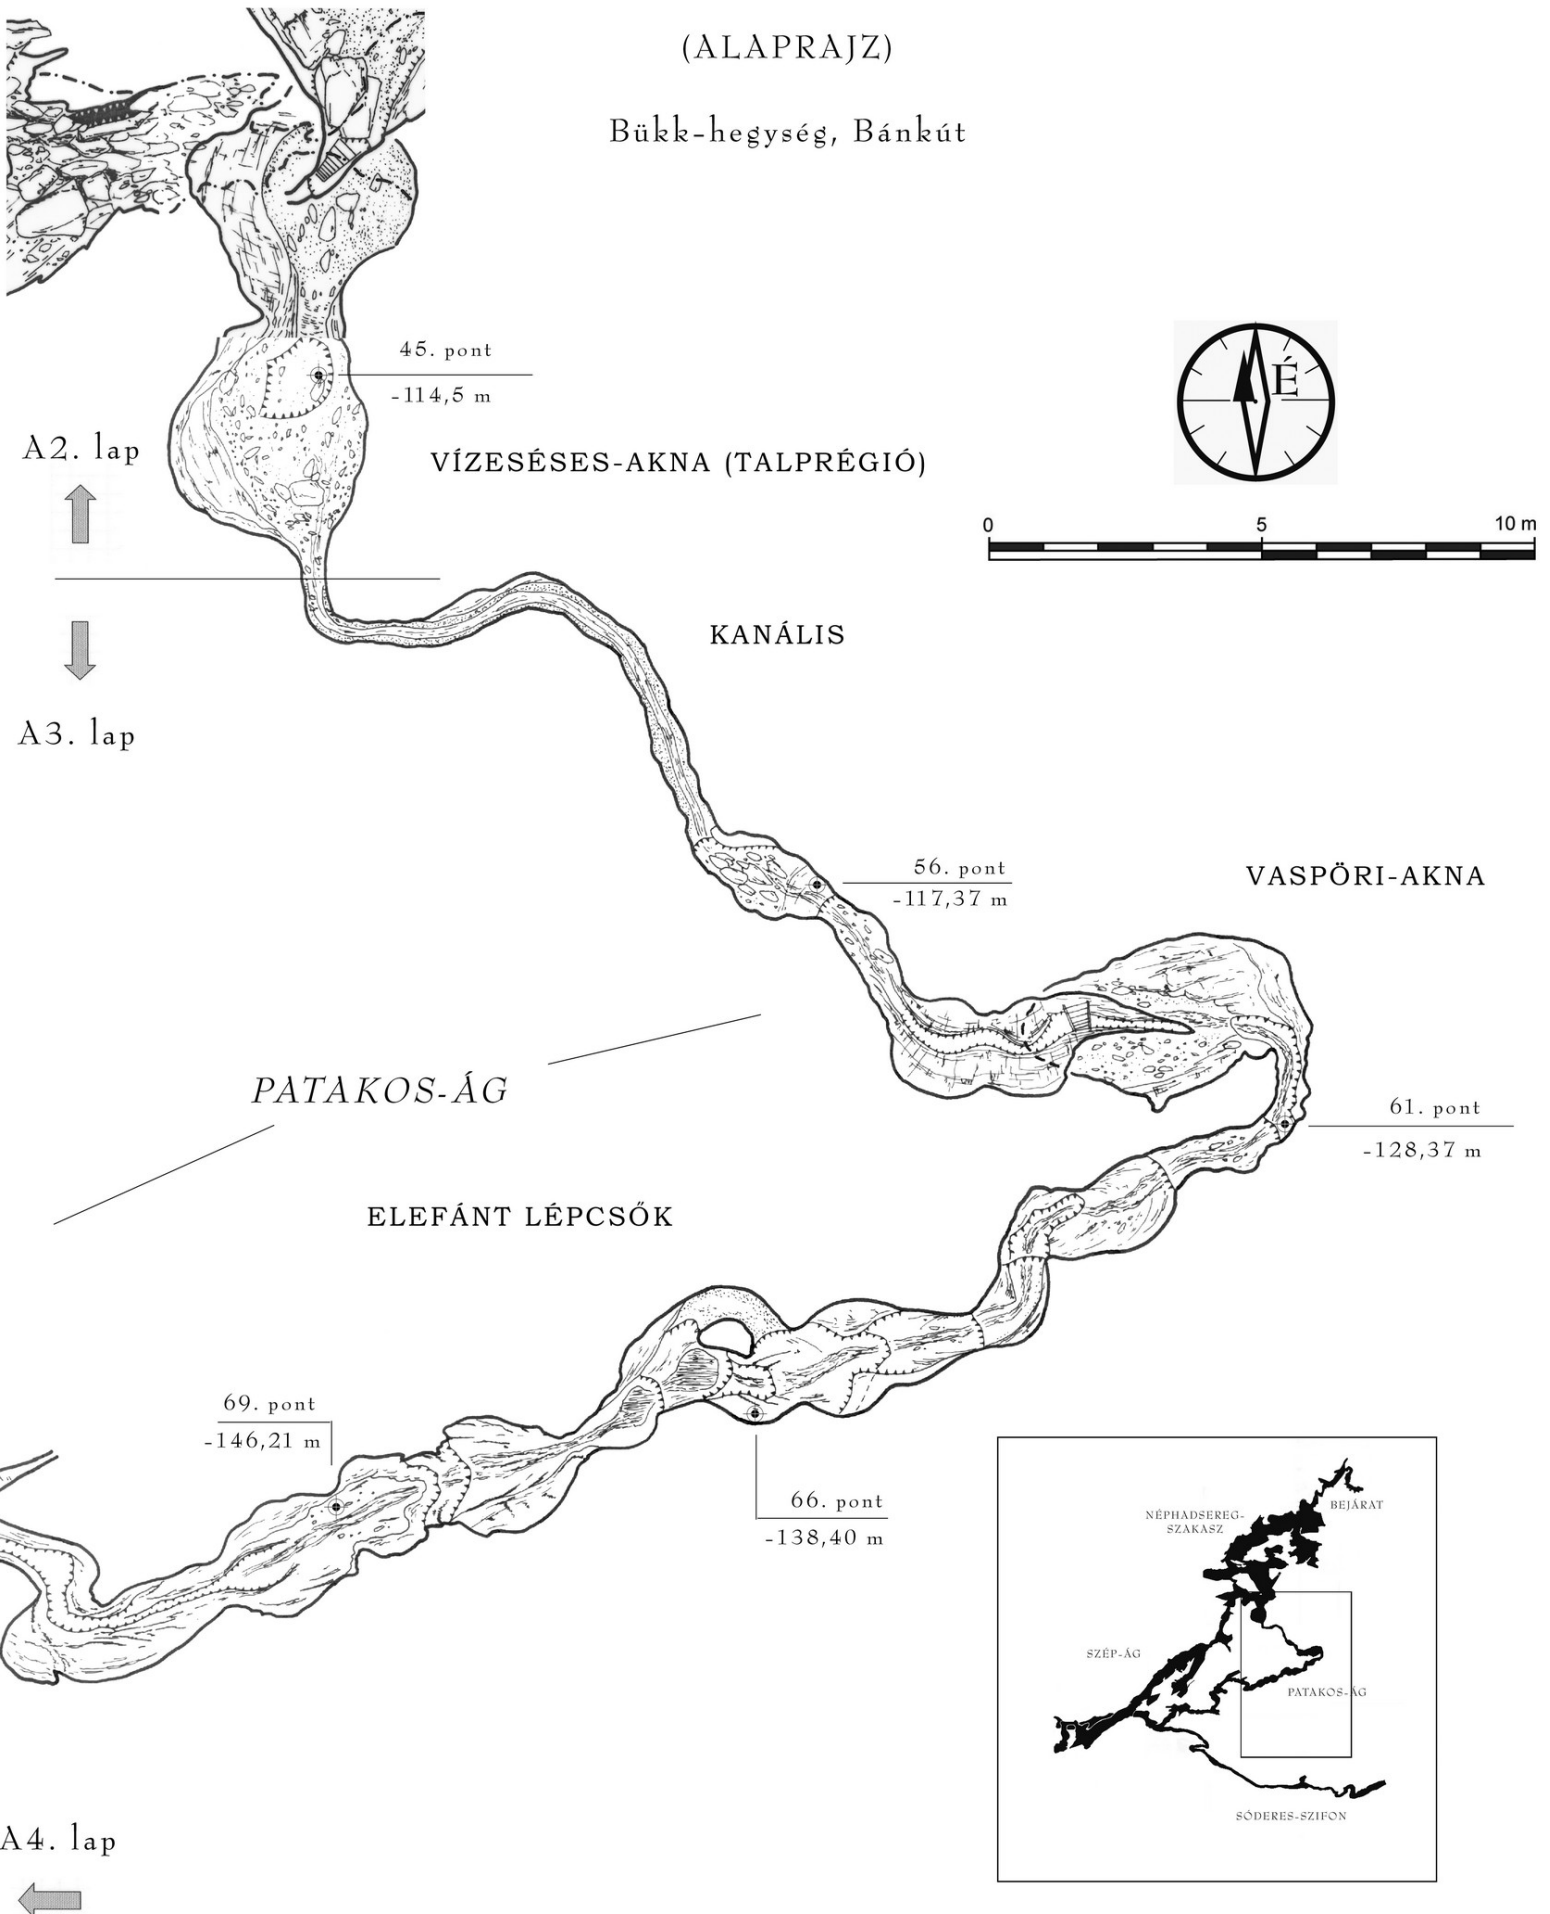 (ALAPRAJZ)
Bükk-hegység, Bánkút
45. pont
-114,5 m
A2. lap
VÍZESÉSES-AKNA (TALPRÉGIÓ)
É
0 5 10 m
KANÁLIS
A3. lap
56. pont
-117,37 m
VASPÖRI-AKNA
PATAKOS-ÁG
61. pont
-128,37 m
ELEFÁNT LÉPCSŐK
69. pont
-146,21 m
66. pont
-138,40 m
BEJÁRAT
NÉPHADSEREG-
SZAKASZ
SZÉP-ÁG
PATAKOS-ÁG
SÓDERES-SZIFON
A4. lap